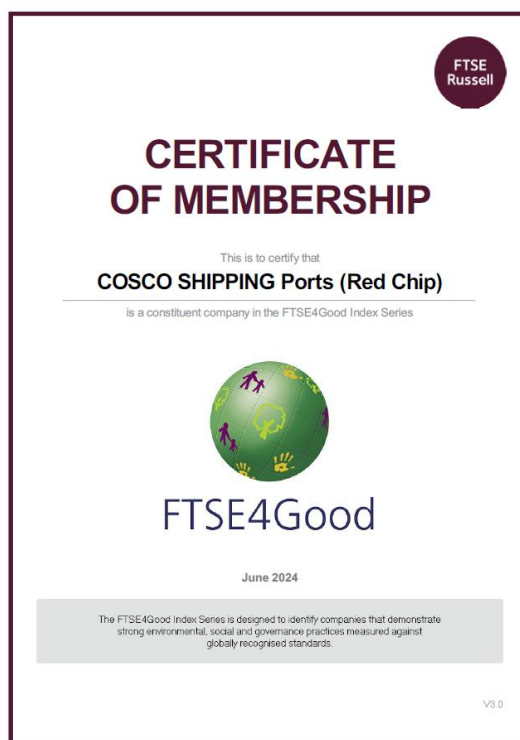 FTSE
Russell
CERTIFICATE
OF MEMBERSHIP
This is to certify that
COSCO SHIPPING Ports (Red Chip)
is a constituent company in the FTSE4Good Index Series
FTSE4Good
June 2024
The FTSE4Good Index Series is designed to identify companies that demonstrate
strong environmental, social and governance practices measured against
globally recognised standards.
V3.0